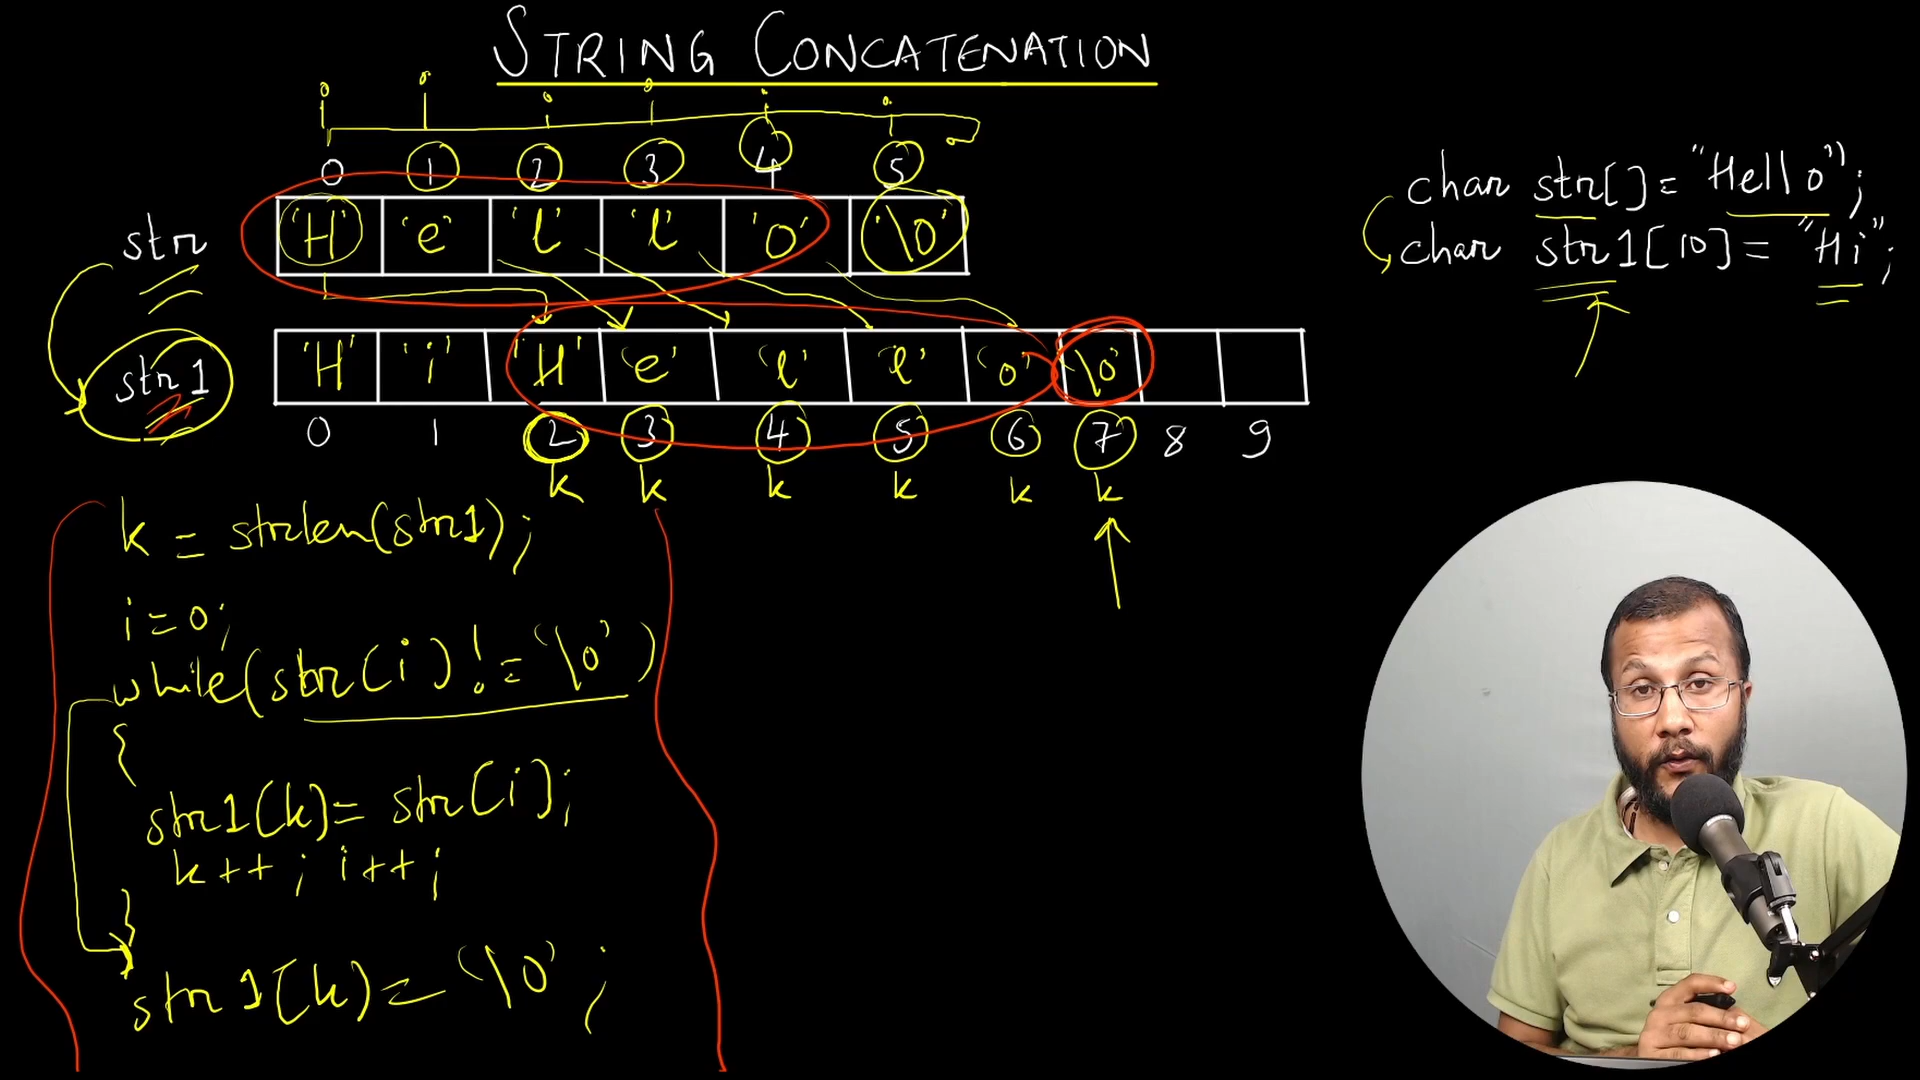 STRING CONCATENATION
0 1 2 3 4 5
str 'H' 'e' 'l' 'l' 'o' '\0'
char str[] = "Hello";
char str1[10] = "Hi";
str1 'H' 'i' 'H' 'e' 'l' 'l' 'o' '\0'
0 1 2 3 4 5 6 7 8 9
k k k k k k
k = strlen(str1);
i=0;
while(str[i] != '\0')
{
str1[k]= str[i];
k++; i++;
}
str1[k]= '\0';